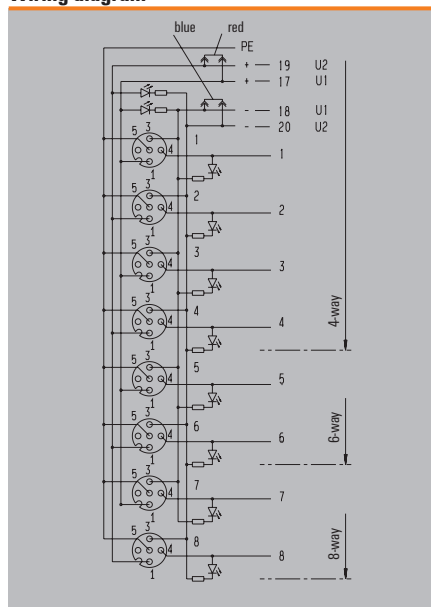 Wiring diagram
blue red
PE
+ 19 U2
+ 17 U1
- 18 U1
- 20 U2
5 3 4 1 1 1
5 3 4 1 2 2
5 3 4 1 3 3
5 3 4 1 4 4
4-way
5 3 4 1 5 5
5 3 4 1 6 6
6-way
5 3 4 1 7 7
5 3 4 1 8 8
8-way